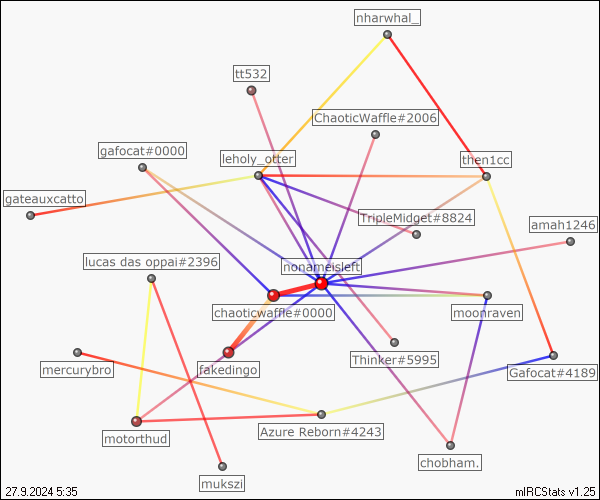 nharwhal_
tt532
ChaoticWaffle#2006
gafocat#0000
leholy_otter
then1cc
gateauxcatto
TripleMidget#8824
amah1246
lucas das oppai#2396
nonameisleft
chaoticwaffle#0000
moonraven
mercurybro
fakedingo
Thinker#5995
Gafocat#4189
motorthud
Azure Reborn#4243
chobham.
mukszi
27.9.2024 5:35
mIRCStats v1.25